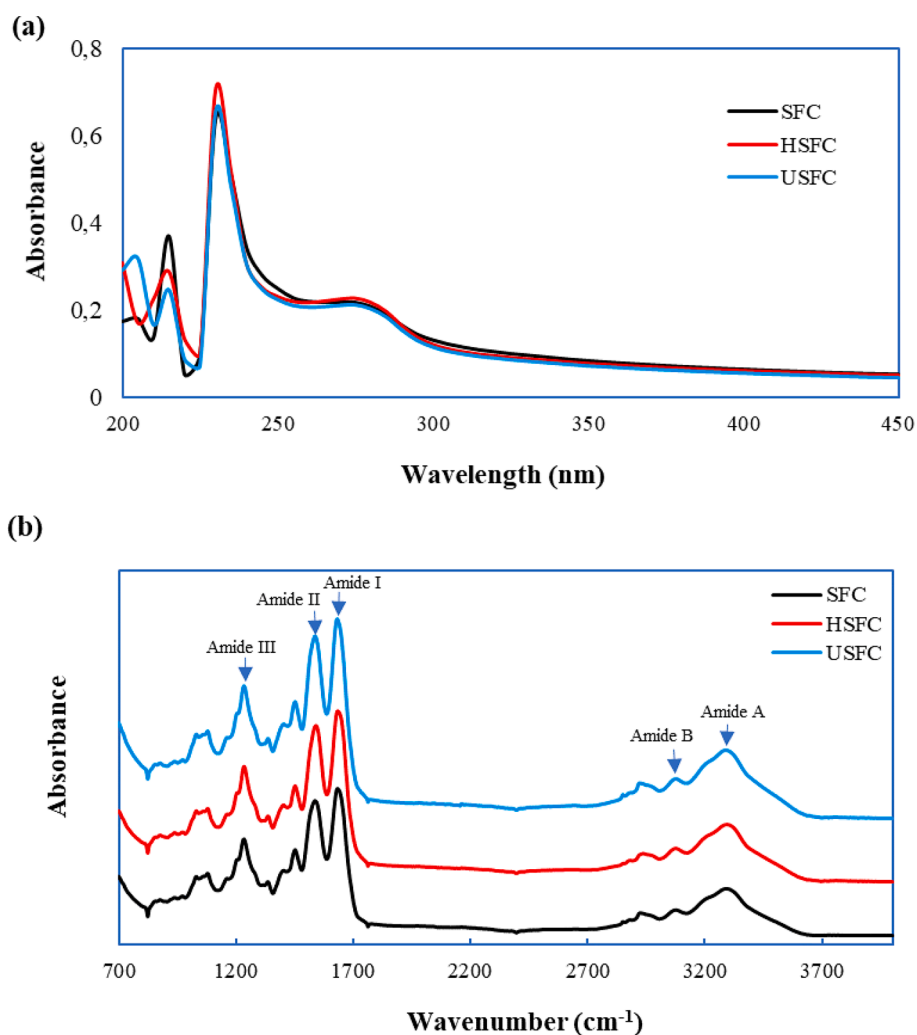 (a)
0,8
0,6
0,4
0,2
0
Absorbance
SFC
HSFC
USFC
200 250 300 350 400 450
Wavelength (nm)
(b)
Absorbance
Amide III
Amide II
Amide I
Amide B
Amide A
SFC
HSFC
USFC
700 1200 1700 2200 2700 3200 3700
Wavenumber (cm⁻¹)